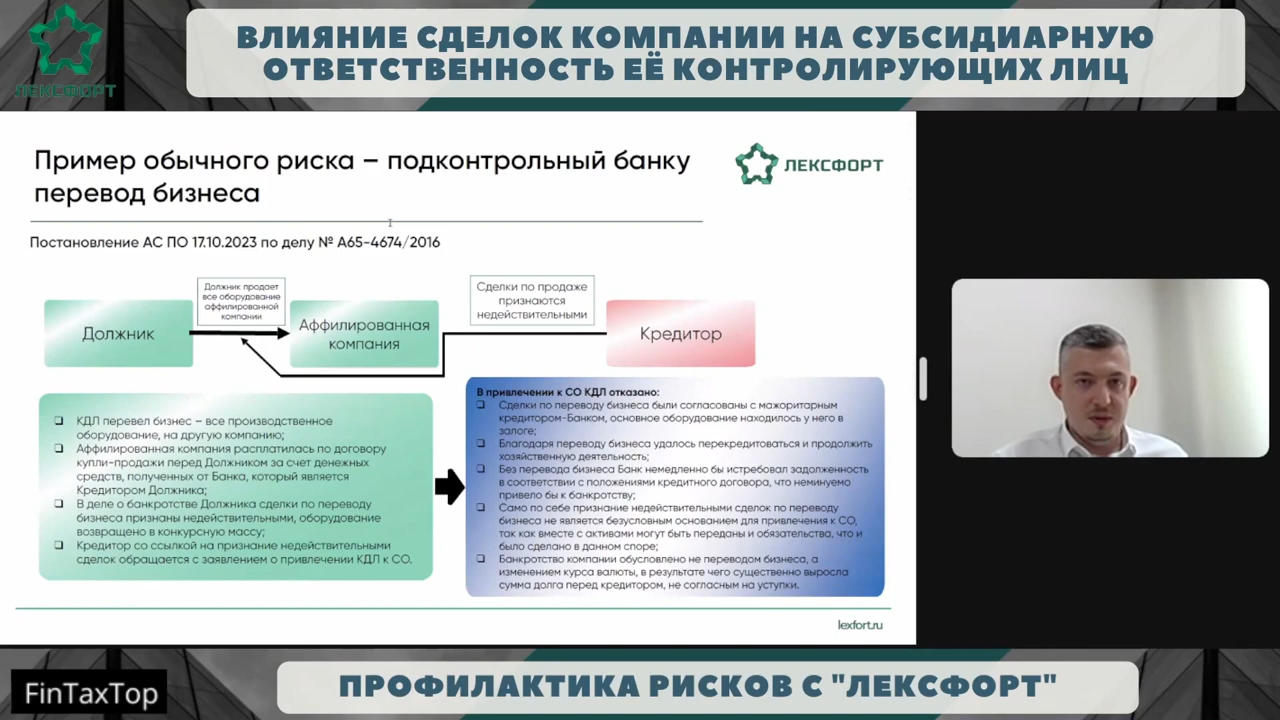 ВЛИЯНИЕ СДЕЛОК КОМПАНИИ НА СУБСИДИАРНУЮ
ОТВЕТСТВЕННОСТЬ ЕЁ КОНТРОЛИРУЮЩИХ ЛИЦ
ЛЕКСФОРТ
Пример обычного риска – подконтрольный банку
перевод бизнеса
ЛЕКСФОРТ
Постановление АС ПО 17.10.2023 по делу № А65-4674/2016
Должник
Должник продает
все оборудование
аффилированной
компании
Аффилированная
компания
Сделки по продаже
признаются
недействительными
Кредитор
КДЛ перевел бизнес – все производственное
оборудование, на другую компанию;
Аффилированная компания расплатилась по договору
купли-продажи перед Должником за счет денежных
средств, полученных от Банка, который является
Кредитором Должника;
В деле о банкротстве Должника сделки по переводу
бизнеса признаны недействительными, оборудование
возвращено в конкурсную массу;
Кредитор со ссылкой на признание недействительными
сделок обращается с заявлением о привлечении КДЛ к СО.
В привлечении к СО КДЛ отказано:
Сделки по переводу бизнеса были согласованы с мажоритарным
кредитором-Банком, основное оборудование находилось у него в
залоге;
Благодаря переводу бизнеса удалось перекредитоваться и продолжить
хозяйственную деятельность;
Без перевода бизнеса Банк немедленно бы истребовал задолженность
в соответствии с положениями кредитного договора, что неминуемо
привело бы к банкротству;
Само по себе признание недействительными сделок по переводу
бизнеса не является безусловным основанием для привлечения к СО,
так как вместе с активами могут быть переданы и обязательства, что и
было сделано в данном споре;
Банкротство компании обусловлено не переводом бизнеса, а
изменением курса валюты, в результате чего существенно выросла
сумма долга перед кредитором, не согласным на уступки.
lexfort.ru
FinTaxTop
ПРОФИЛАКТИКА РИСКОВ С "ЛЕКСФОРТ"